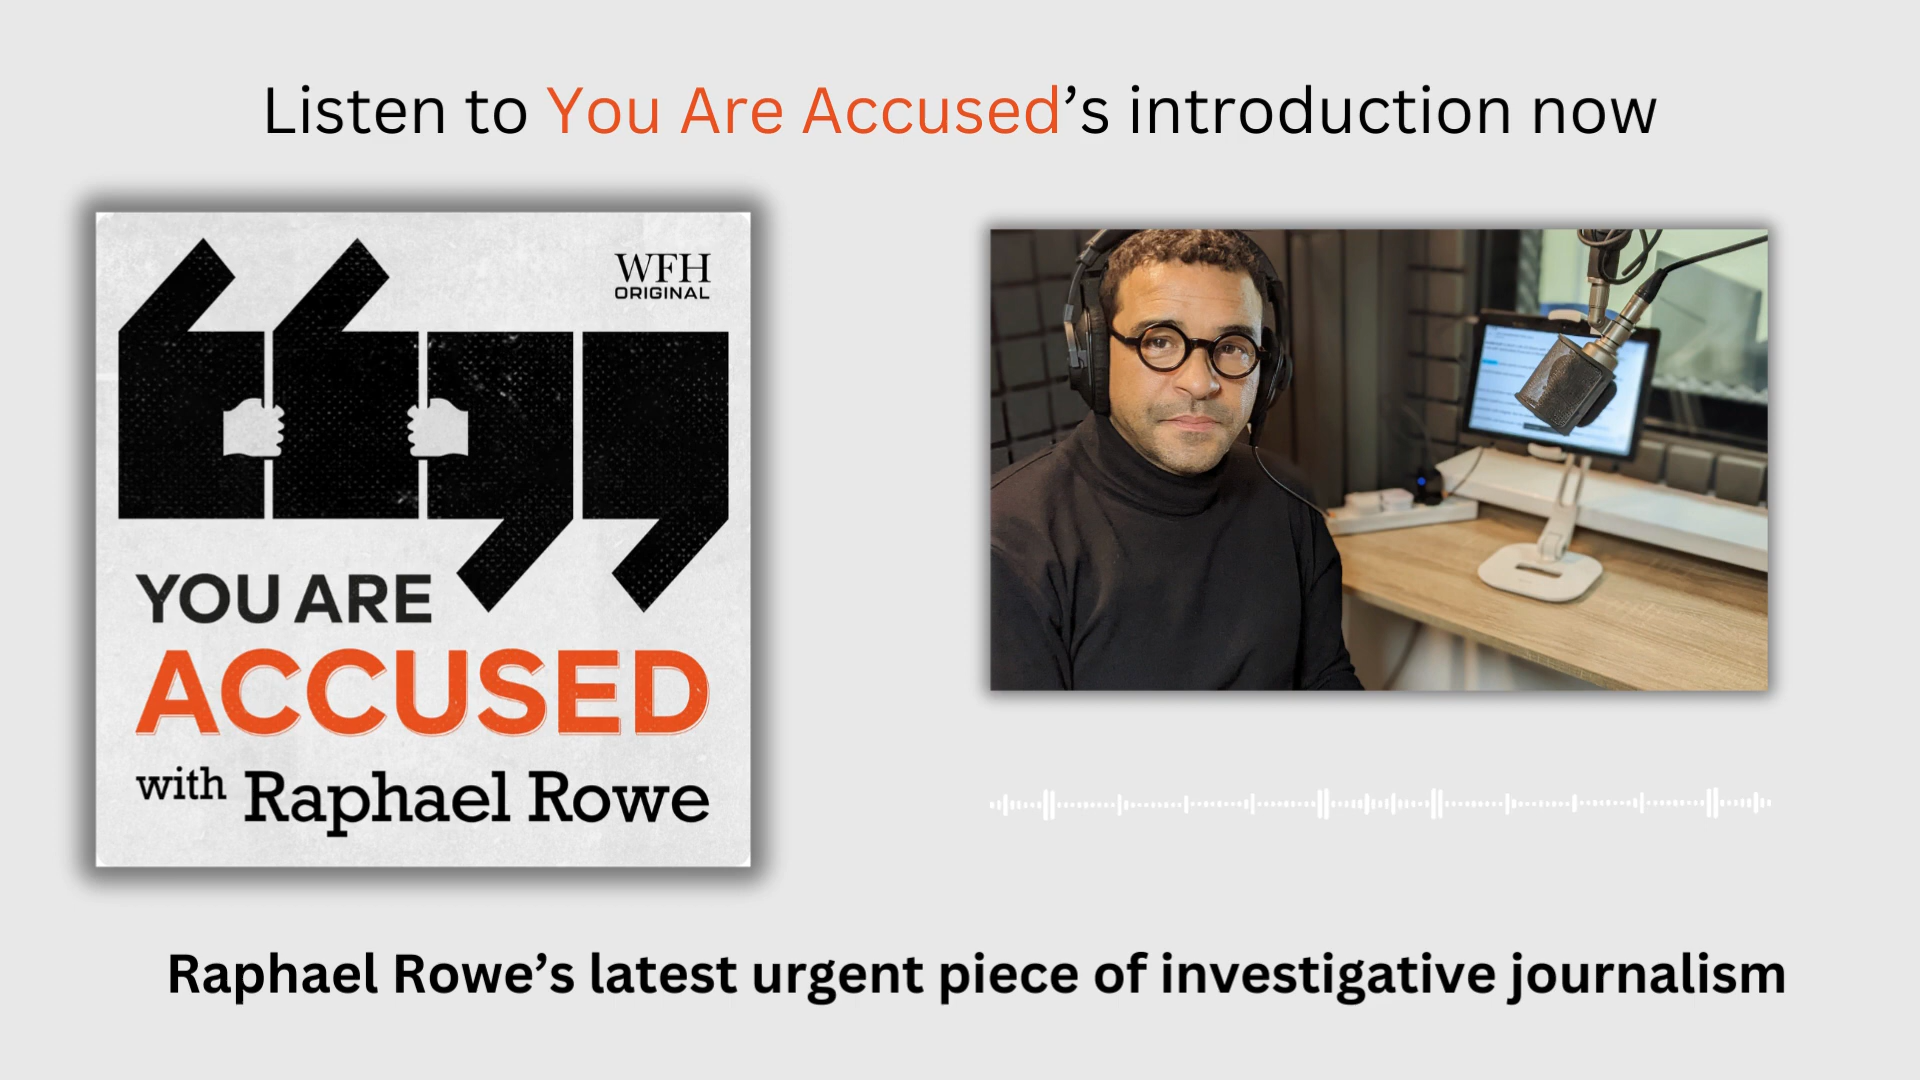 Listen to You Are Accused’s introduction now
WFH
ORIGINAL
YOU ARE
ACCUSED
with Raphael Rowe
Raphael Rowe’s latest urgent piece of investigative journalism